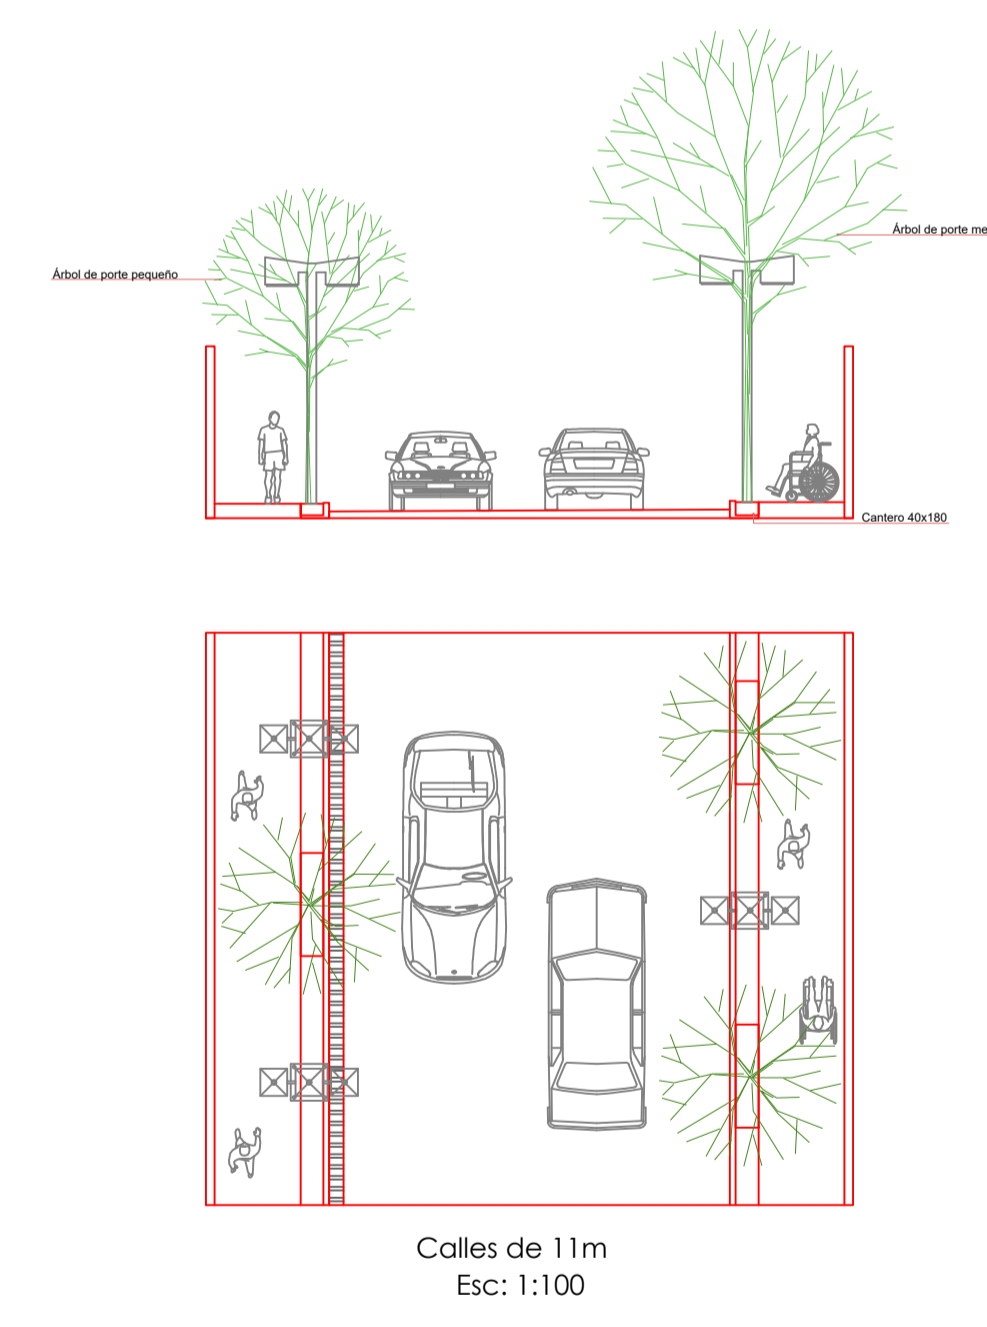 Árbol de porte me
Árbol de porte pequeño
Cantero 40x180
Calles de 11m
Esc: 1:100